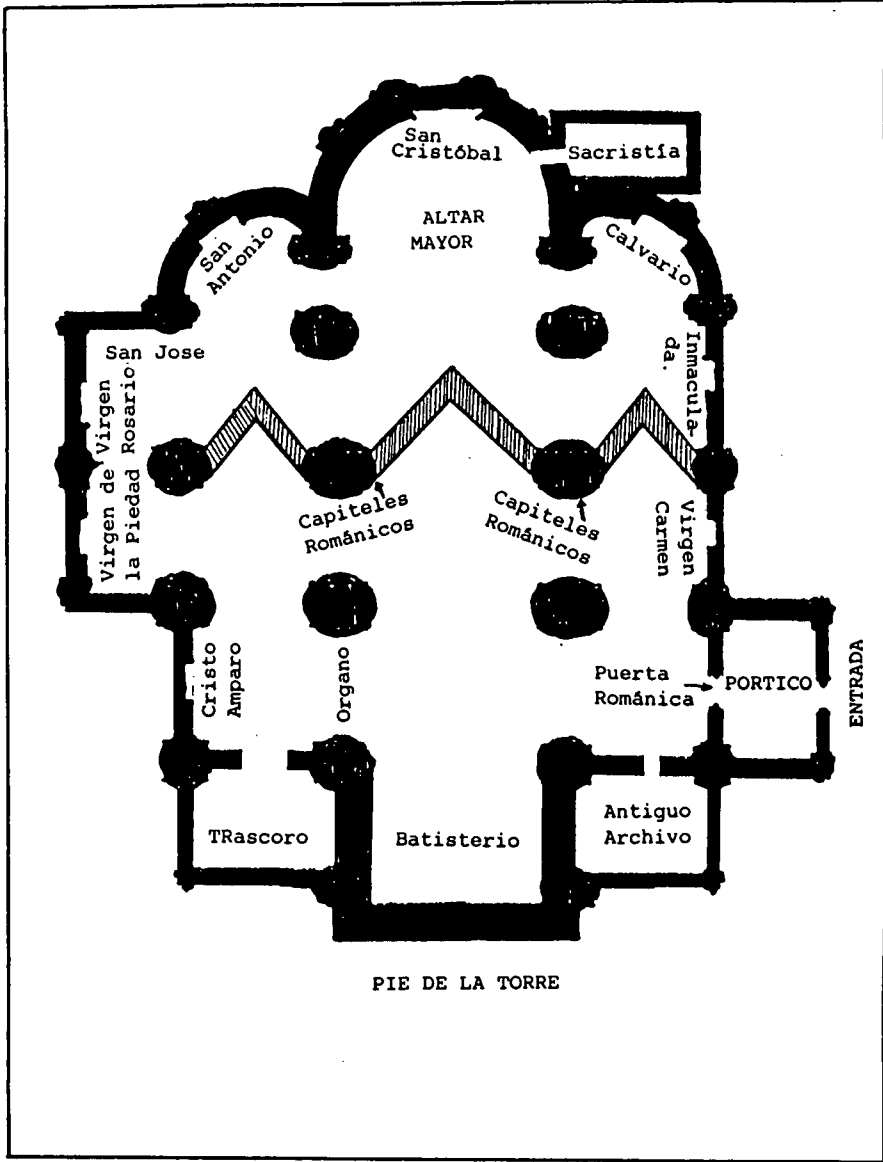 San
Cristóbal
Sacristía
ALTAR
MAYOR
San
Antonio
Calvario
San Jose
Inmacula-
da.
Virgen de Virgen
la Piedad Rosario
Capiteles
Románicos
Capiteles
Románicos
Virgen
Carmen
Cristo
Amparo
Organo
Puerta
Románica
PORTICO
ENTRADA
TRascoro
Batisterio
Antiguo
Archivo
PIE DE LA TORRE